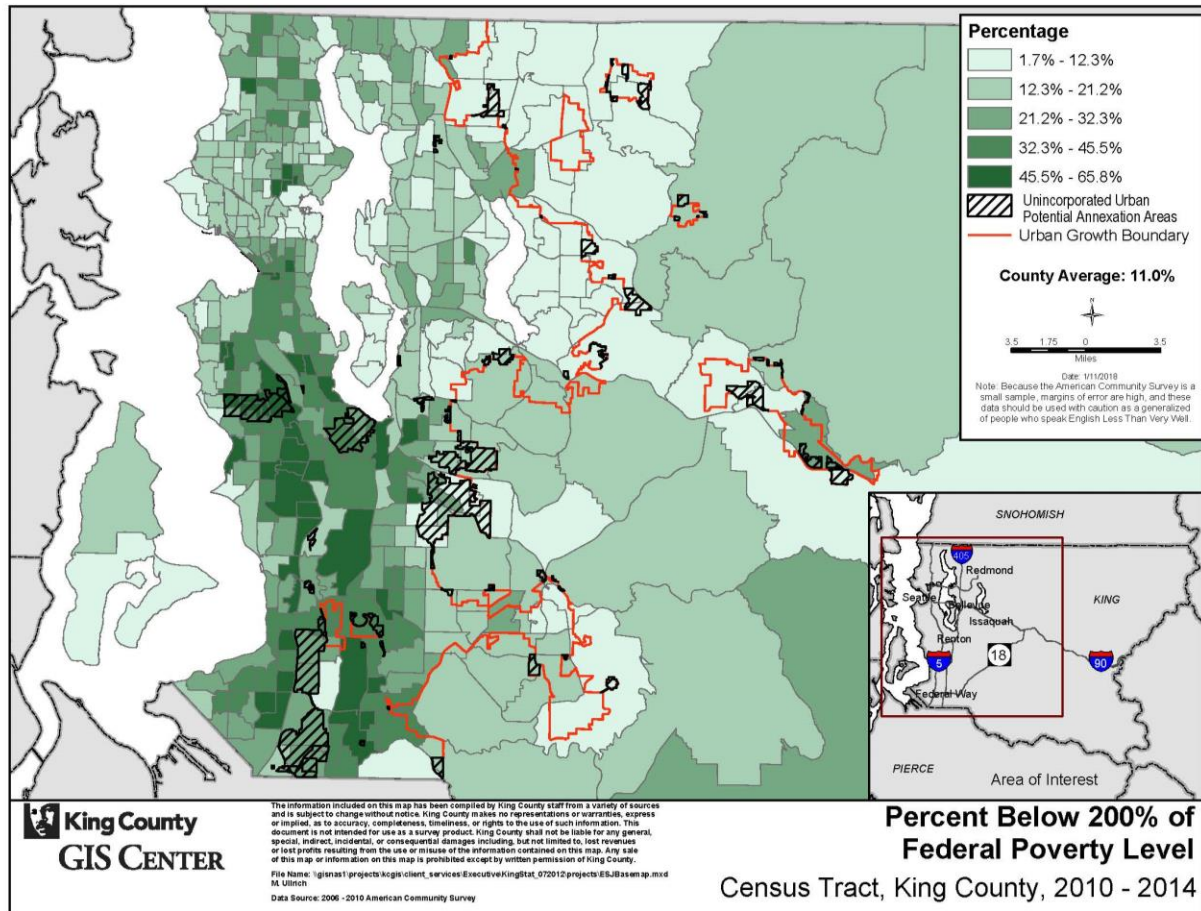 Percentage
1.7% - 12.3%
12.3% - 21.2%
21.2% - 32.3%
32.3% - 45.5%
45.5% - 65.8%
Unincorporated Urban
Potential Annexation Areas
Urban Growth Boundary
County Average: 11.0%
N
3.5 1.75 0 3.5
Miles
Date: 1/11/2018
Note: Because the American Community Survey is a
small sample, margins of error are high, and these
data should be used with caution as a generalized
of people who speak English Less Than Very Well.
SNOHOMISH
405
Redmond
Seattle
Bellevue
KING
Issaquah
Renton
18
5
90
Federal Way
PIERCE
Area of Interest
King County
GIS CENTER
The information included on this map has been compiled by King County staff from a variety of sources
and is subject to change without notice. King County makes no representations or warranties, express
or implied, as to accuracy, completeness, timeliness, or rights to the use of such information. This
document is not intended for use as a survey product. King County shall not be liable for any general,
special, indirect, incidental, or consequential damages including, but not limited to, lost revenues
or lost profits resulting from the use or misuse of the information contained on this map. Any sale
of this map or information on this map is prohibited except by written permission of King County.
File Name: \\gisnas1\projects\kcgis\client_services\Executive\KingStat_072012\projects\ESJBasemap.mxd
M. Ullrich
Data Source: 2006 - 2010 American Community Survey
Percent Below 200% of
Federal Poverty Level
Census Tract, King County, 2010 - 2014